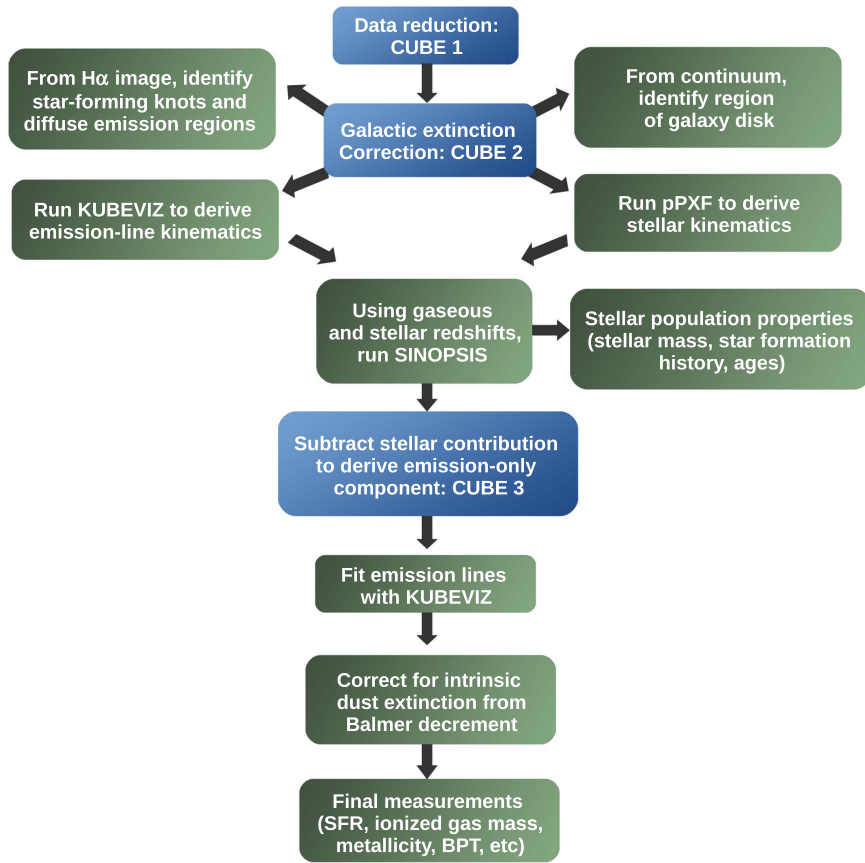 Data reduction:
CUBE 1
From Hα image, identify
star-forming knots and
diffuse emission regions
From continuum,
identify region
of galaxy disk
Galactic extinction
Correction: CUBE 2
Run KUBEVIZ to derive
emission-line kinematics
Run pPXF to derive
stellar kinematics
Using gaseous
and stellar redshifts,
run SINOPSIS
Stellar population properties
(stellar mass, star formation
history, ages)
Subtract stellar contribution
to derive emission-only
component: CUBE 3
Fit emission lines
with KUBEVIZ
Correct for intrinsic
dust extinction from
Balmer decrement
Final measurements
(SFR, ionized gas mass,
metallicity, BPT, etc)